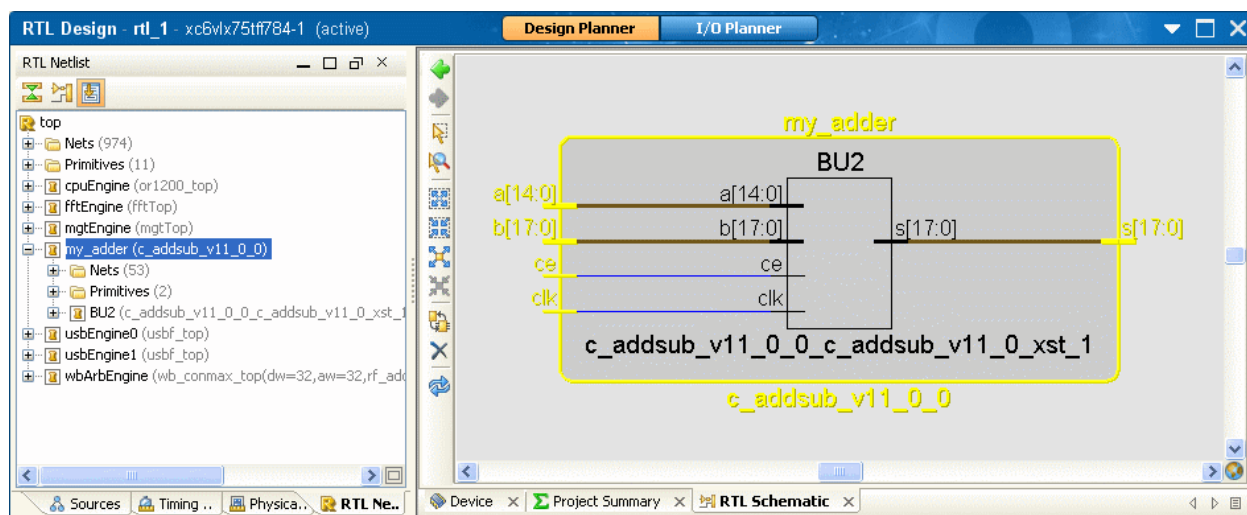 RTL Design - rtl_1 - xc6vlx75tff784-1 (active)
Design Planner
I/O Planner
RTL Netlist
top
Nets (974)
Primitives (11)
cpuEngine (or1200_top)
fftEngine (fftTop)
mgtEngine (mgtTop)
my_adder (c_addsub_v11_0_0)
Nets (53)
Primitives (2)
BU2 (c_addsub_v11_0_0_c_addsub_v11_0_xst_1
usbEngine0 (usbf_top)
usbEngine1 (usbf_top)
wbArbEngine (wb_conmax_top(dw=32,aw=32,rf_add
Sources
Timing ..
Physica..
RTL Ne..
my_adder
BU2
a[14:0]
a[14:0]
b[17:0]
b[17:0]
s[17:0]
s[17:0]
ce
ce
clk
clk
c_addsub_v11_0_0_c_addsub_v11_0_xst_1
c_addsub_v11_0_0
Device
Project Summary
RTL Schematic